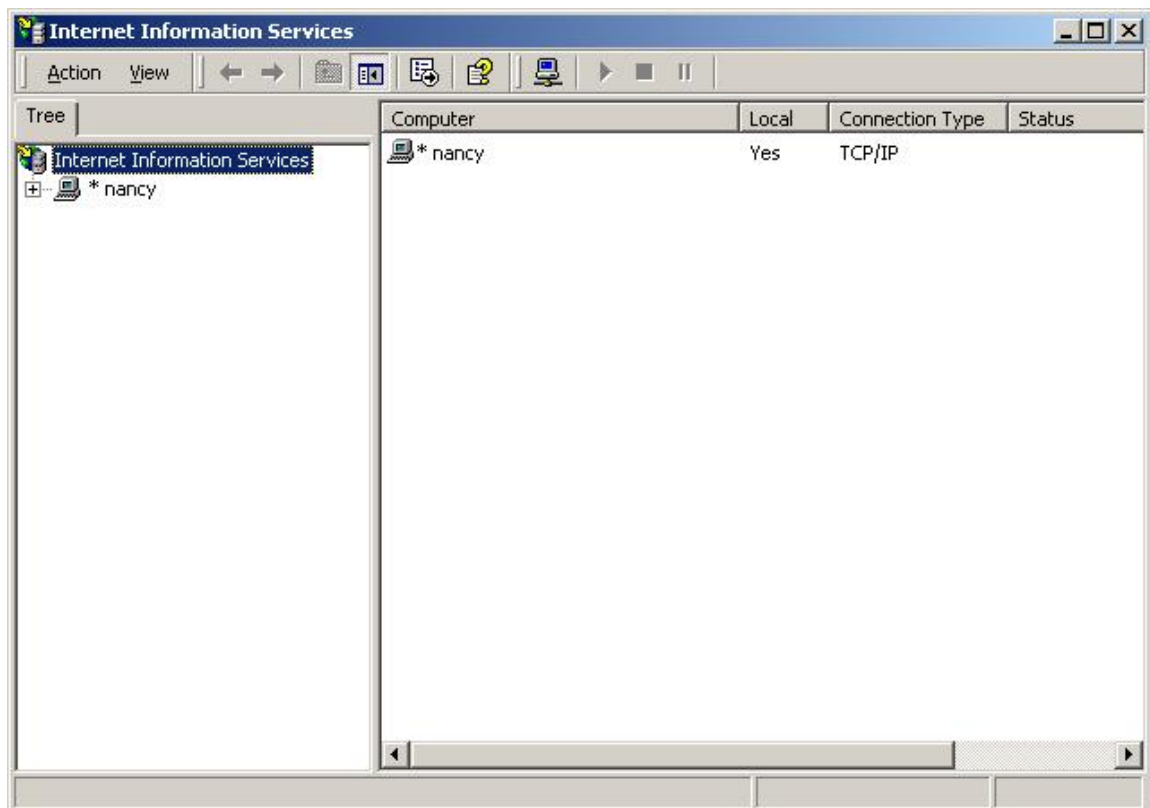 Internet Information Services
Action View
Tree
Computer Local Connection Type Status
Internet Information Services
* nancy
* nancy Yes TCP/IP